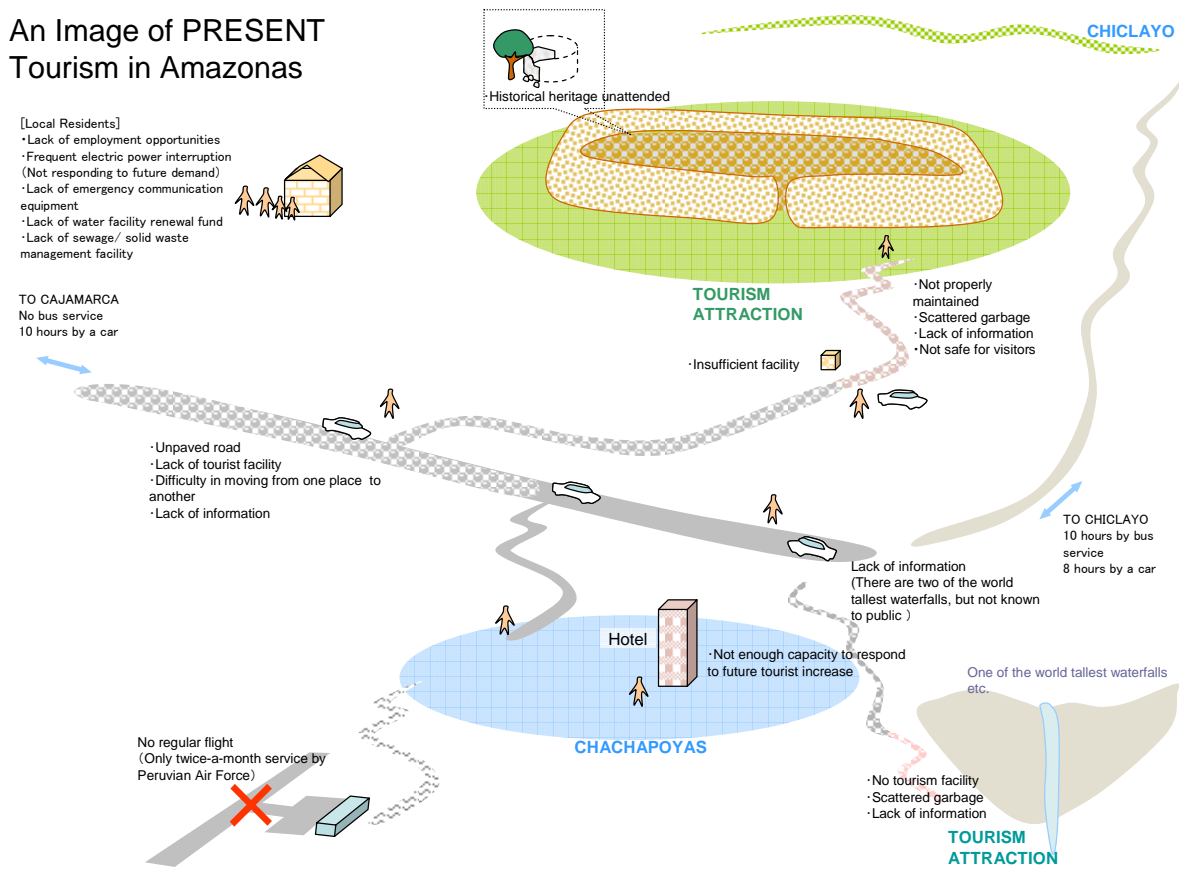 An Image of PRESENT
Tourism in Amazonas
CHICLAYO
・Historical heritage unattended
[Local Residents]
・Lack of employment opportunities
・Frequent electric power interruption
(Not responding to future demand)
・Lack of emergency communication
equipment
・Lack of water facility renewal fund
・Lack of sewage/ solid waste
management facility
TO CAJAMARCA
No bus service
10 hours by a car
TOURISM
ATTRACTION
・Not properly
maintained
・Scattered garbage
・Lack of information
・Not safe for visitors
・Insufficient facility
・Unpaved road
・Lack of tourist facility
・Difficulty in moving from one place to
another
・Lack of information
TO CHICLAYO
10 hours by bus
service
8 hours by a car
Lack of information
(There are two of the world
tallest waterfalls, but not known
to public )
Hotel
・Not enough capacity to respond
to future tourist increase
One of the world tallest waterfalls
etc.
CHACHAPOYAS
No regular flight
(Only twice-a-month service by
Peruvian Air Force)
・No tourism facility
・Scattered garbage
・Lack of information
TOURISM
ATTRACTION